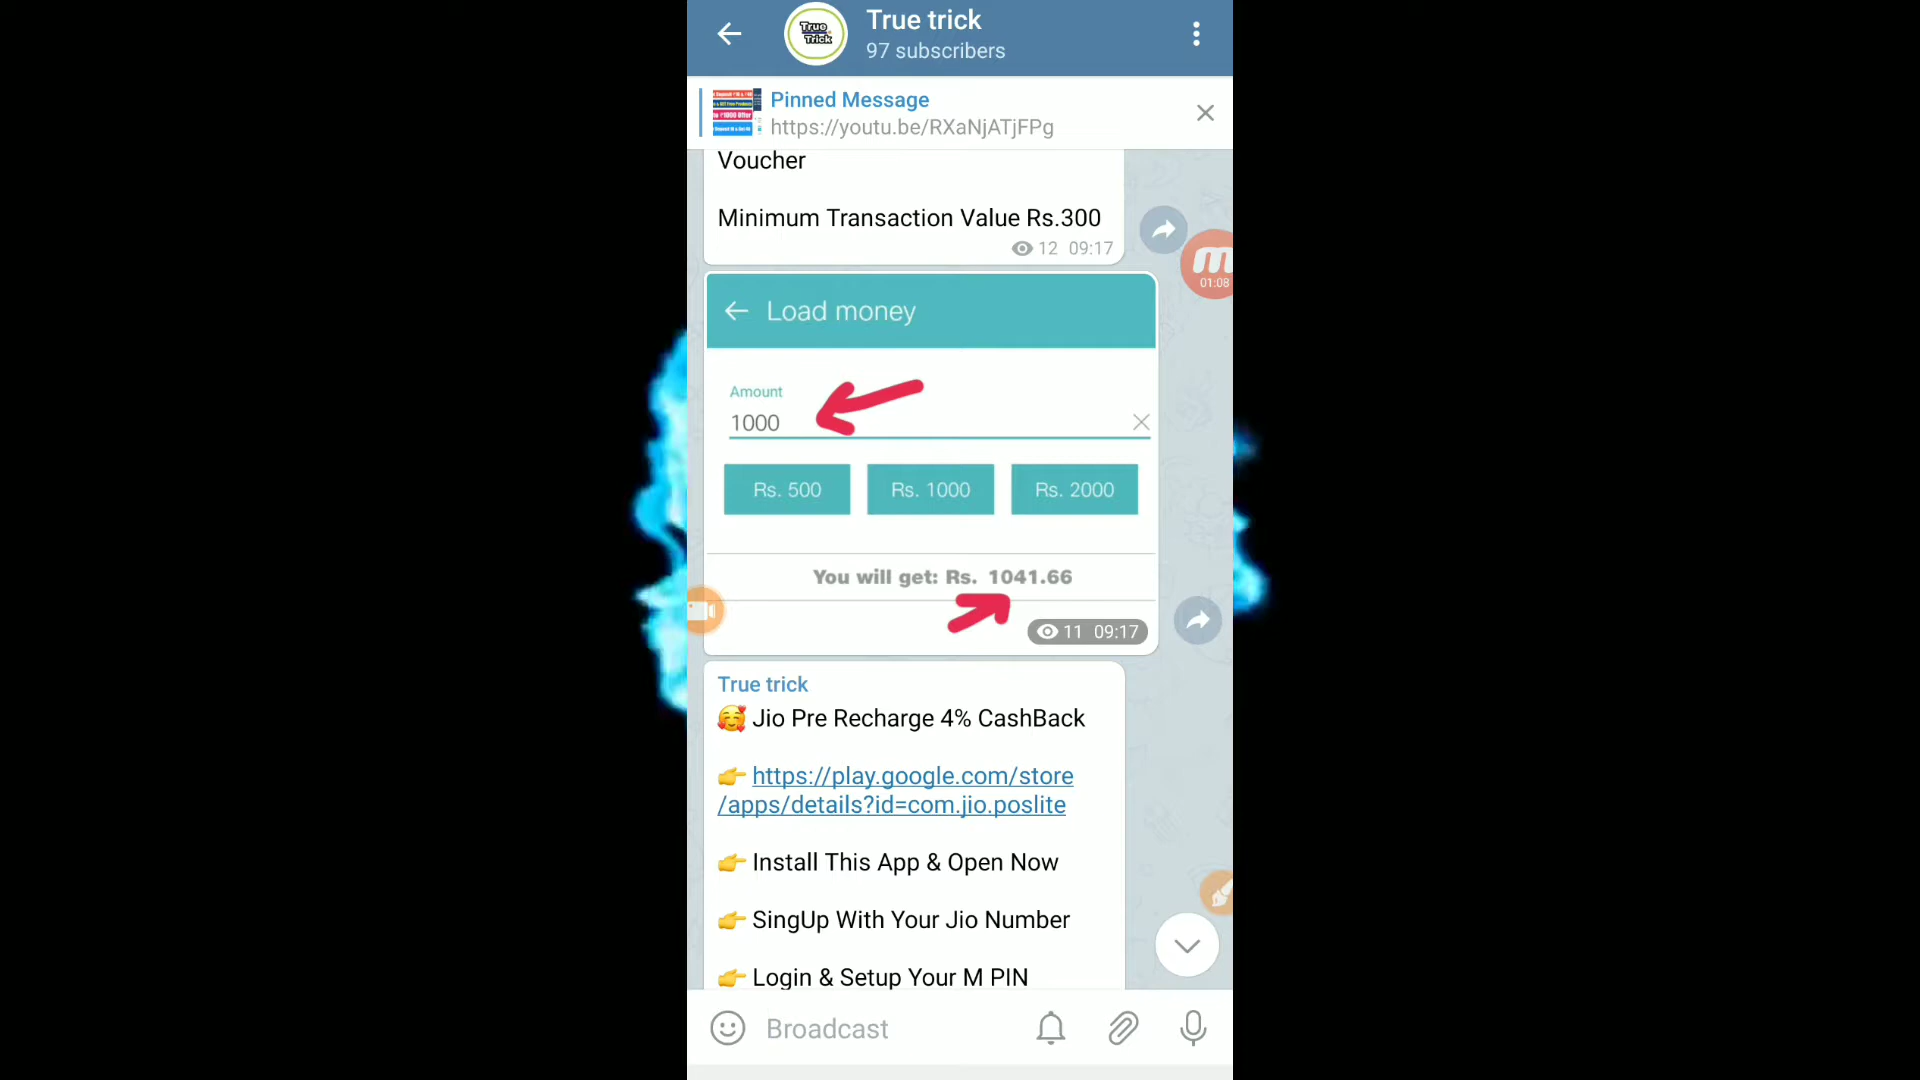 True trick
True
Trick
97 subscribers
Pinned Message
https://youtu.be/RXaNjATjFPg
Voucher
Minimum Transaction Value Rs.300
12 09:17
01:08
Load money
Amount
1000
Rs. 500 Rs. 1000 Rs. 2000
You will get: Rs. 1041.66
11 09:17
True trick
🥰 Jio Pre Recharge 4% CashBack
👉 https://play.google.com/store
/apps/details?id=com.jio.poslite
👉 Install This App & Open Now
👉 SingUp With Your Jio Number
👉 Login & Setup Your M PIN
Broadcast